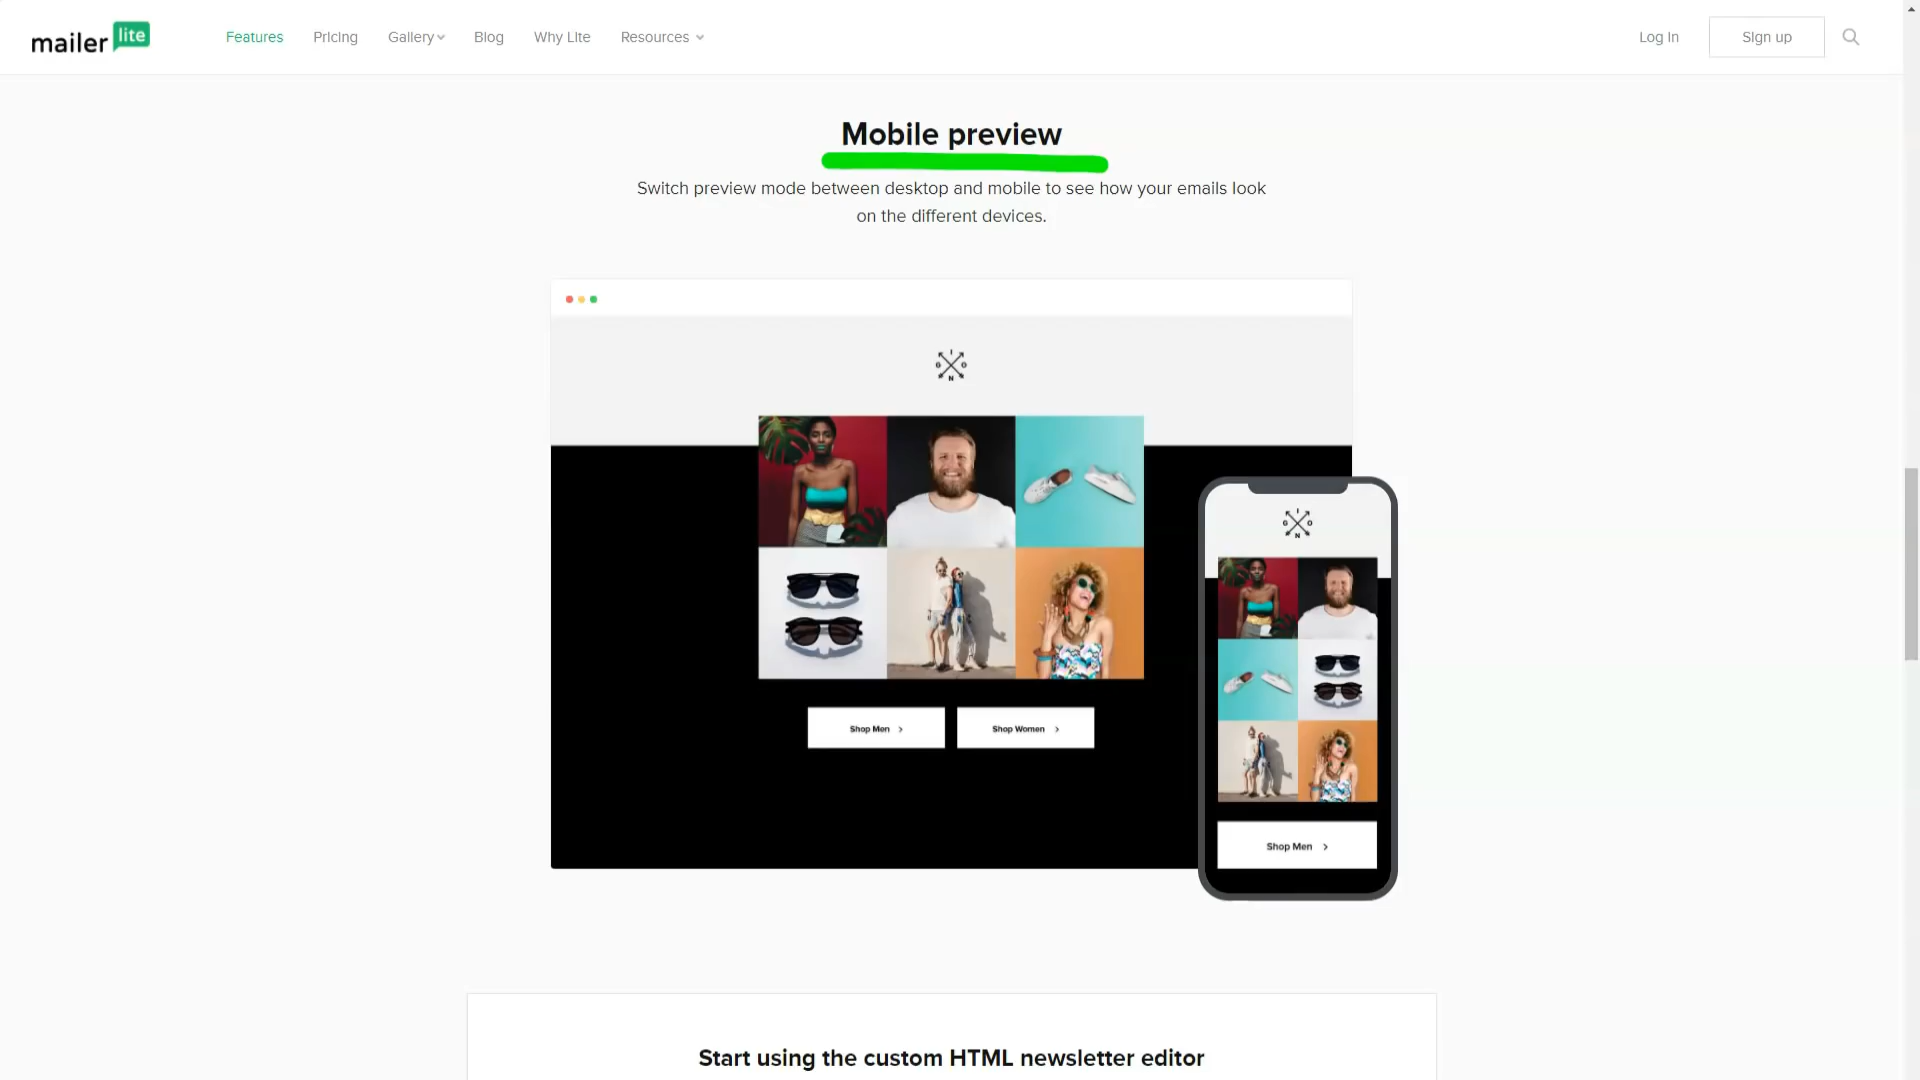 mailer lite
Features Pricing Gallery Blog Why Lite Resources Log In Sign up
Mobile preview
Switch preview mode between desktop and mobile to see how your emails look
on the different devices.
I
G O
N
I
G O
N
Shop Men > Shop Women >
Shop Men >
Start using the custom HTML newsletter editor